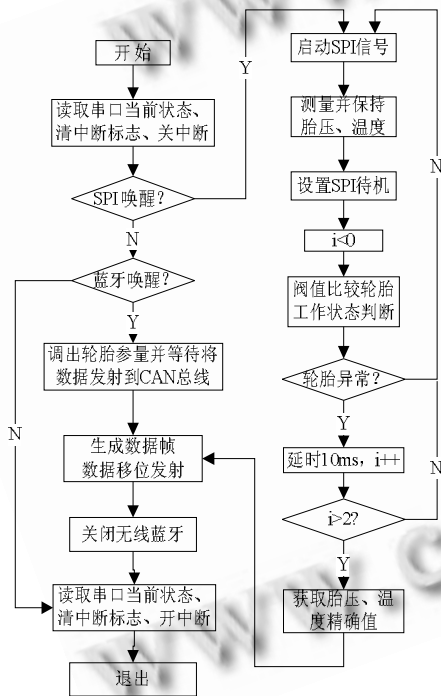 开始
读取串口当前状态、
清中断标志、关中断
SPI唤醒？
Y
N
蓝牙唤醒？
Y
N
调出轮胎参量并等待将
数据发射到CAN总线
生成数据帧
数据移位发射
关闭无线蓝牙
读取串口当前状态、
清中断标志、开中断
退出
启动SPI信号
测量并保持
胎压、温度
设置SPI待机
i<0
阀值比较轮胎
工作状态判断
轮胎异常？
N
Y
延时10ms，i++
i>2?
N
Y
获取胎压、温
度精确值